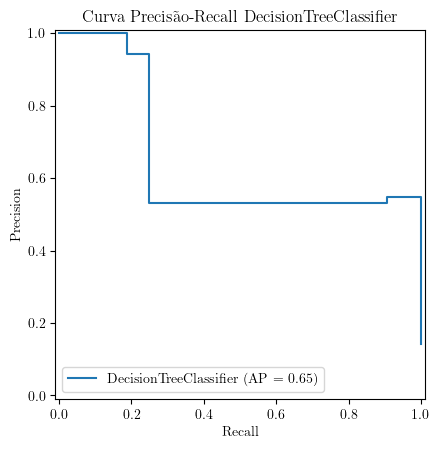 Curva Precisão-Recall DecisionTreeClassifier
1.0
0.8
0.6
0.4
0.2
0.0
Precision
DecisionTreeClassifier (AP = 0.65)
0.0 0.2 0.4 0.6 0.8 1.0
Recall